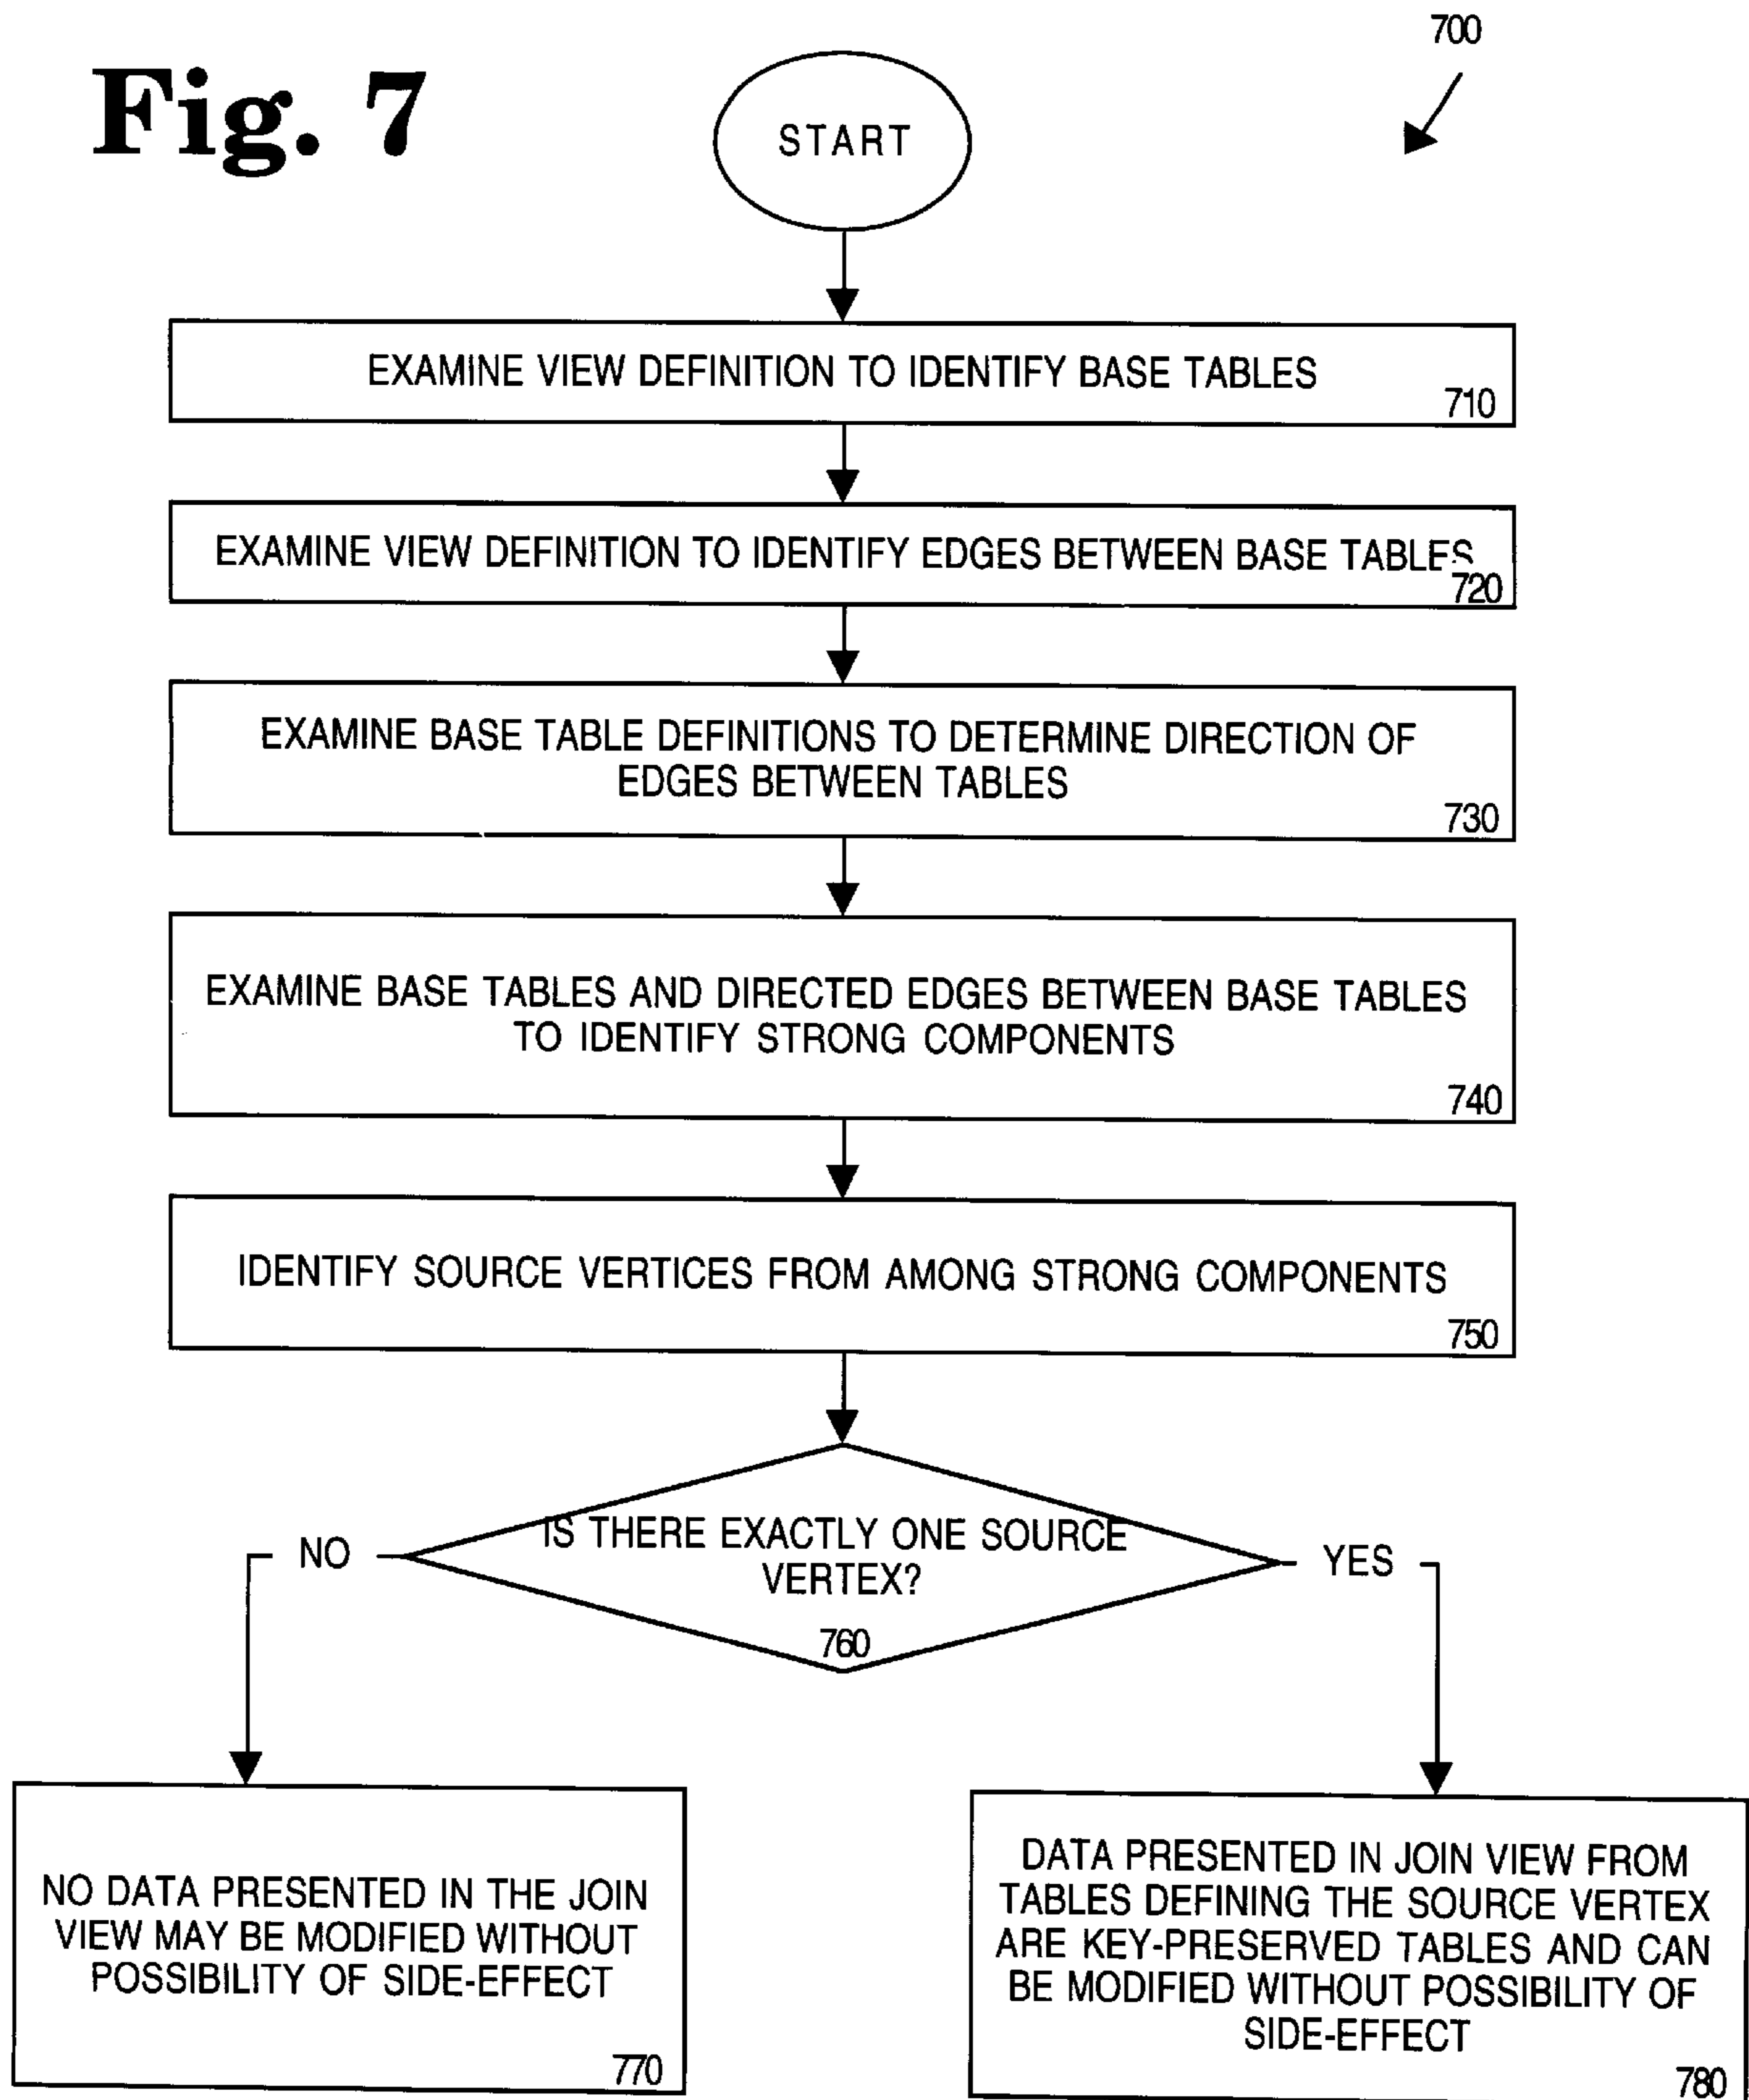 Fig. 7
700
START
EXAMINE VIEW DEFINITION TO IDENTIFY BASE TABLES
710
EXAMINE VIEW DEFINITION TO IDENTIFY EDGES BETWEEN BASE TABLES
720
EXAMINE BASE TABLE DEFINITIONS TO DETERMINE DIRECTION OF
EDGES BETWEEN TABLES
730
EXAMINE BASE TABLES AND DIRECTED EDGES BETWEEN BASE TABLES
TO IDENTIFY STRONG COMPONENTS
740
IDENTIFY SOURCE VERTICES FROM AMONG STRONG COMPONENTS
750
IS THERE EXACTLY ONE SOURCE
VERTEX?
760
NO
YES
NO DATA PRESENTED IN THE JOIN
VIEW MAY BE MODIFIED WITHOUT
POSSIBILITY OF SIDE-EFFECT
770
DATA PRESENTED IN JOIN VIEW FROM
TABLES DEFINING THE SOURCE VERTEX
ARE KEY-PRESERVED TABLES AND CAN
BE MODIFIED WITHOUT POSSIBILITY OF
SIDE-EFFECT
780